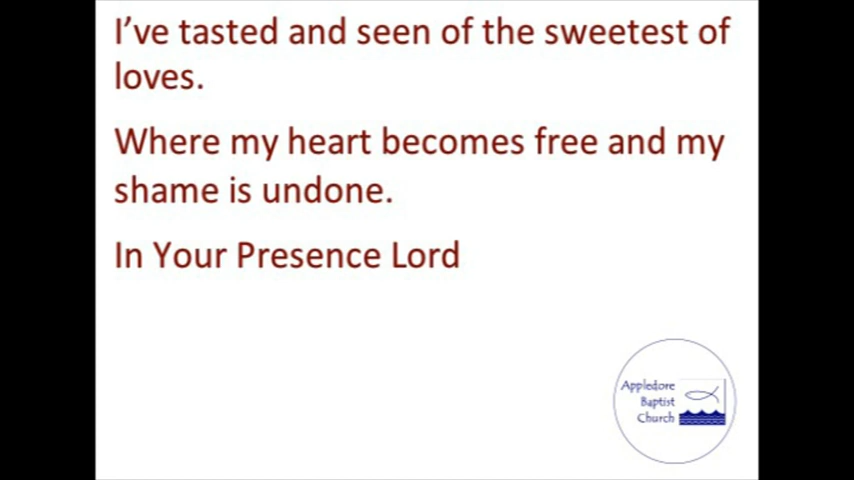 I've tasted and seen of the sweetest of
loves.
Where my heart becomes free and my
shame is undone.
In Your Presence Lord
Appledore
Baptist
Church